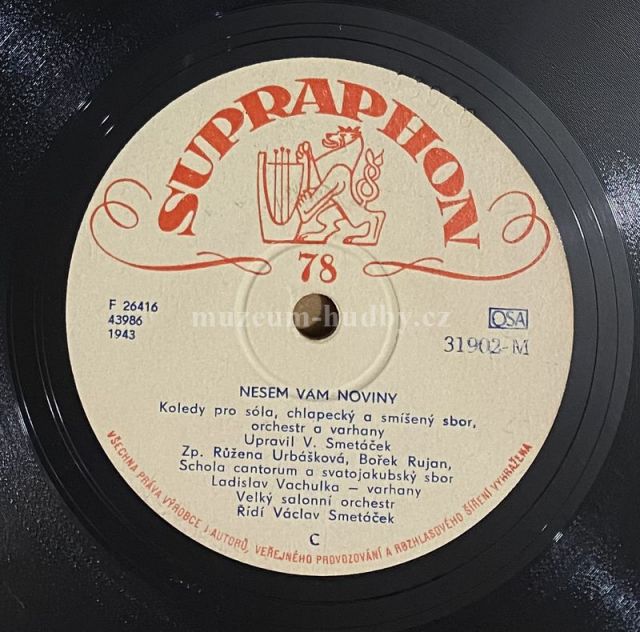 SUPRAPHON
78
F 26416
43986
1943
muzeum-hudby.cz
OSA
31902-M
NESEM VÁM NOVINY
Koledy pro sóla, chlapecký a smíšený sbor,
orchestr a varhany
Upravil V. Smetáček
Zp. Růžena Urbášková, Bořek Rujan,
Schola cantorum a svatojakubský sbor
Ladislav Vachulka – varhany
Velký salonní orchestr
Řídí Václav Smetáček
C
VŠECHNA PRÁVA VÝROBCE I AUTORŮ, VEŘEJNÉHO PROVOZOVÁNÍ A ROZHLASOVÉHO ŠÍŘENÍ VYHRAŽENA